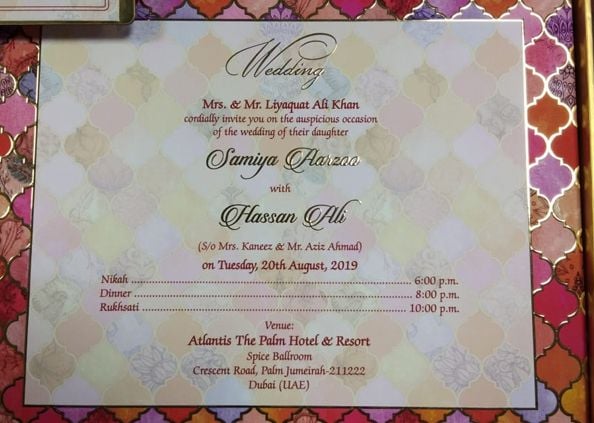 Wedding
Mrs. & Mr. Liyaquat Ali Khan
cordially invite you on the auspicious occasion
of the wedding of their daughter
Samiya Aarzoo
with
Hassan Ali
(S/o Mrs. Kaneez & Mr. Aziz Ahmad)
on Tuesday, 20th August, 2019
Nikah ........................................................................................ 6:00 p.m.
Dinner ....................................................................................... 8:00 p.m.
Rukhsati .................................................................................... 10:00 p.m.
Venue:
Atlantis The Palm Hotel & Resort
Spice Ballroom
Crescent Road, Palm Jumeirah-211222
Dubai (UAE)